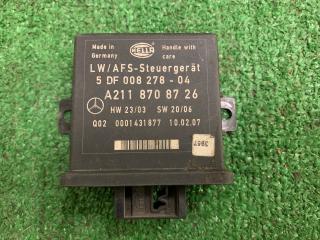 HELLA
Made in Handle with
Germany care
LW/AFS-Steuergerät
5 DF 008 278 - 04
A211 870 87 26
HW 23/03 SW 20/06
Q02 0001431877 10.02.07